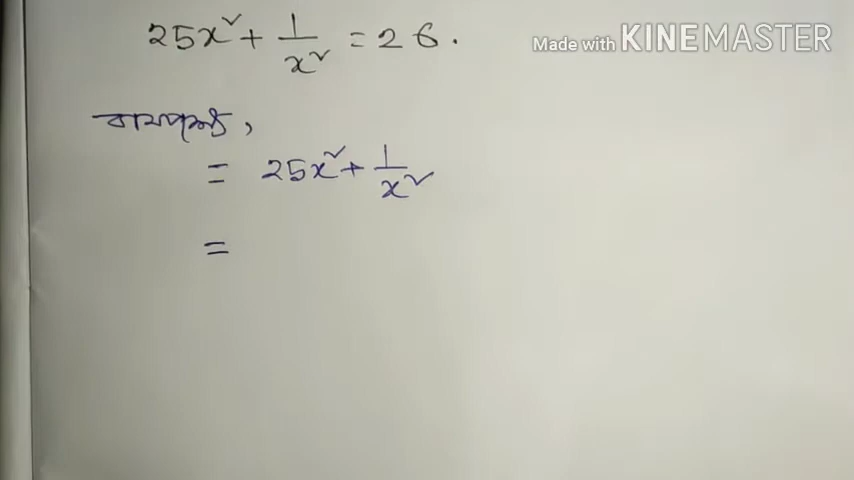 25x² + 1/x² = 26.
Made with KINEMASTER
বামপক্ষ,
= 25x² + 1/x²
=